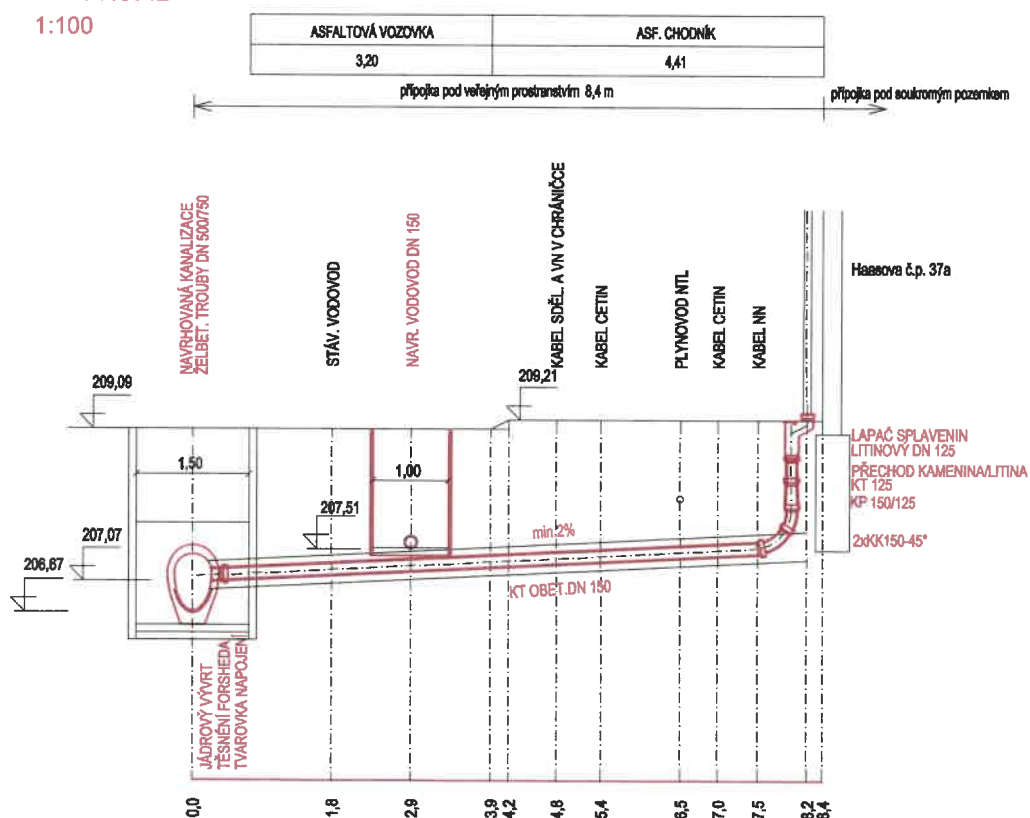 1:100
ASFALTOVÁ VOZOVKA
ASF. CHODNÍK
3,20
4,41
přípojka pod veřejným prostranstvím 8,4 m
přípojka pod soukromým pozemkem
NAVRHOVANÁ KANALIZACE
ŽELBET. TROUBY DN 500/750
STÁV. VODOVOD
NAVR. VODOVOD DN 150
KABEL SDĚL. A VN V CHRÁNIČCE
KABEL CETIN
PLYNOVOD NTL
KABEL CETIN
KABEL NN
Haasova č.p. 37a
209,09
209,21
1,50
1,00
207,51
207,07
206,67
min.2%
KT OBET.DN 150
LAPAČ SPLAVENIN
LITINOVÝ DN 125
PŘECHOD KAMENINA/LITINA
KT 125
KP 150/125
2xKK150-45°
JÁDROVÝ VÝVRT
TĚSNĚNÍ FORSHEDA
TVAROVKA NAPOJENÍ
0,0
1,8
2,9
3,9
4,2
4,8
5,4
6,5
7,0
7,5
8,2
8,4